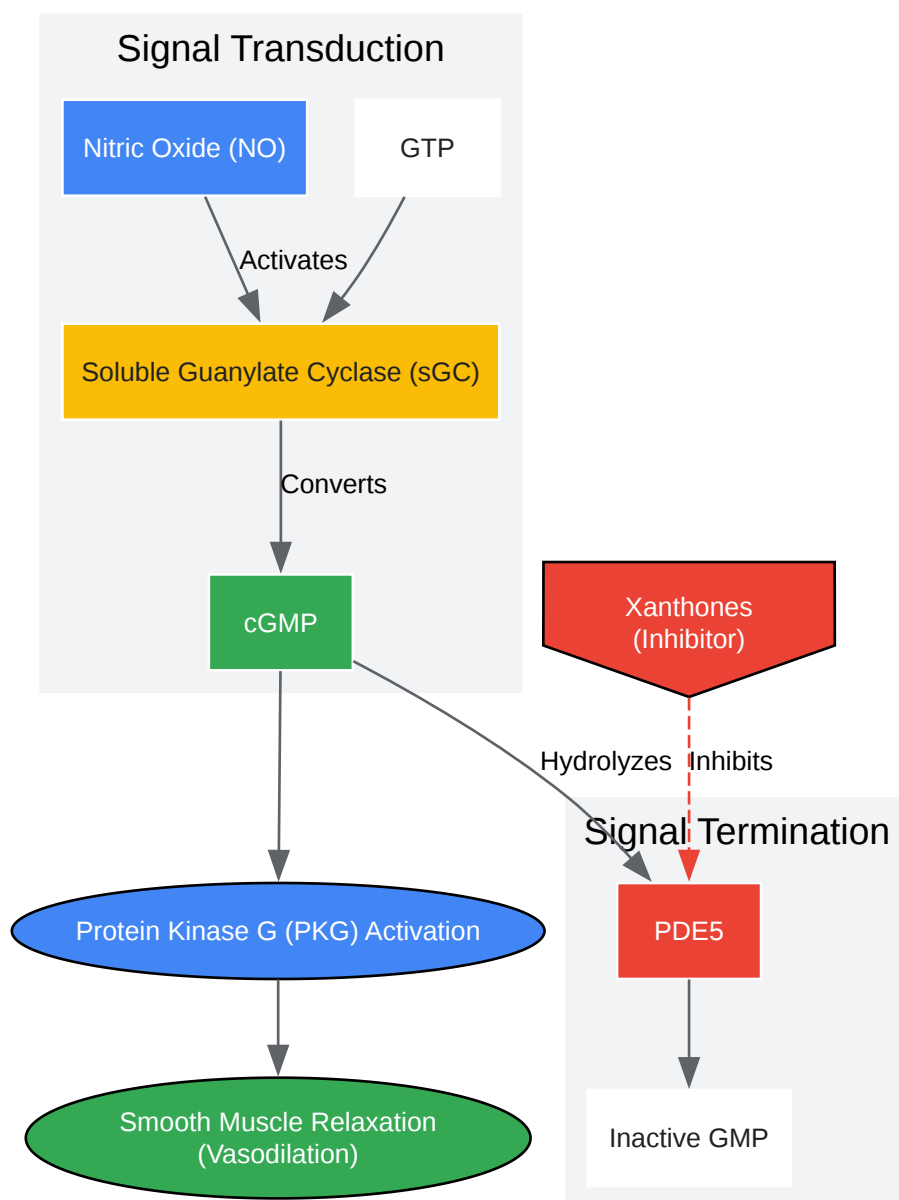 Signal Transduction
Nitric Oxide (NO)
GTP
Activates
Soluble Guanylate Cyclase (sGC)
Converts
cGMP
Xanthones
(Inhibitor)
Hydrolyzes
Inhibits
Signal Termination
Protein Kinase G (PKG) Activation
PDE5
Smooth Muscle Relaxation
(Vasodilation)
Inactive GMP